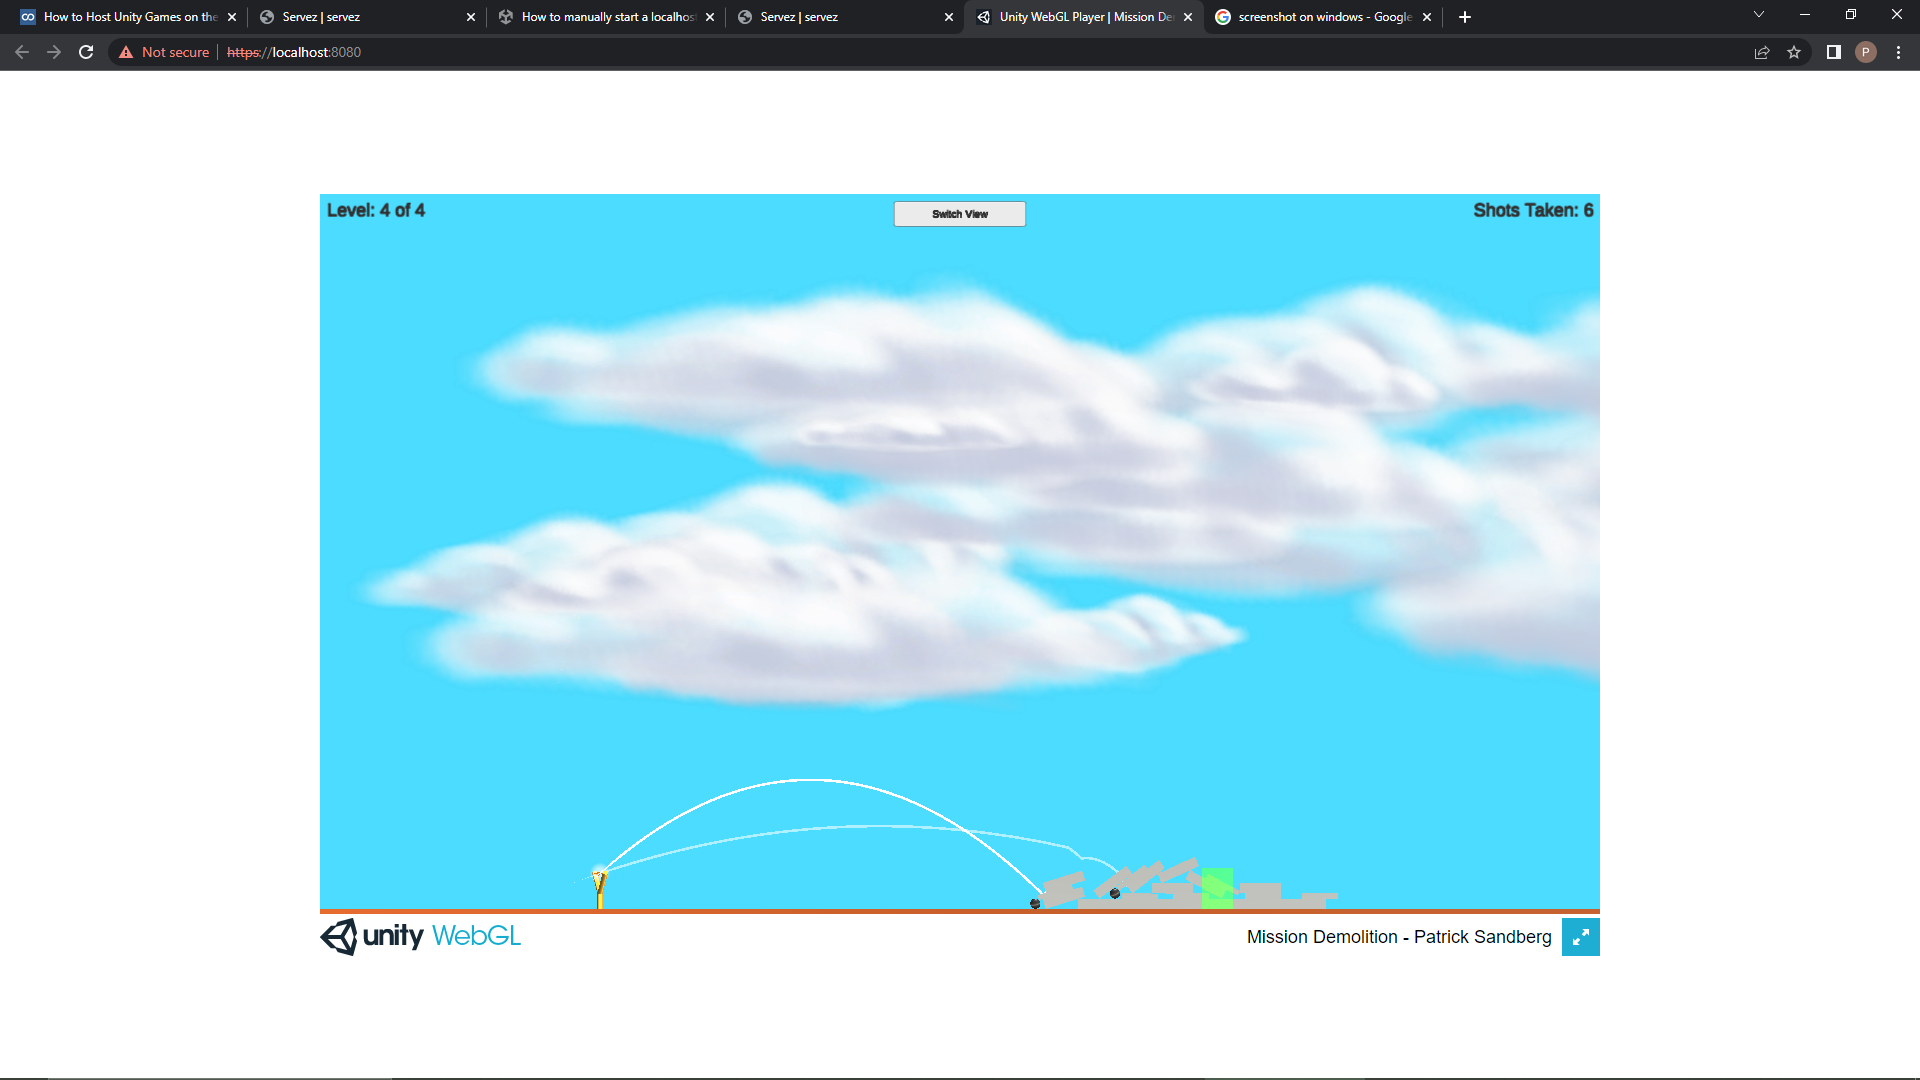 How to Host Unity Games on the
Servez | servez
How to manually start a localhos
Servez | servez
Unity WebGL Player | Mission De
screenshot on windows - Google
Not secure
https://localhost:8080
P
Level: 4 of 4
Switch View
Shots Taken: 6
unity WebGL
Mission Demolition - Patrick Sandberg